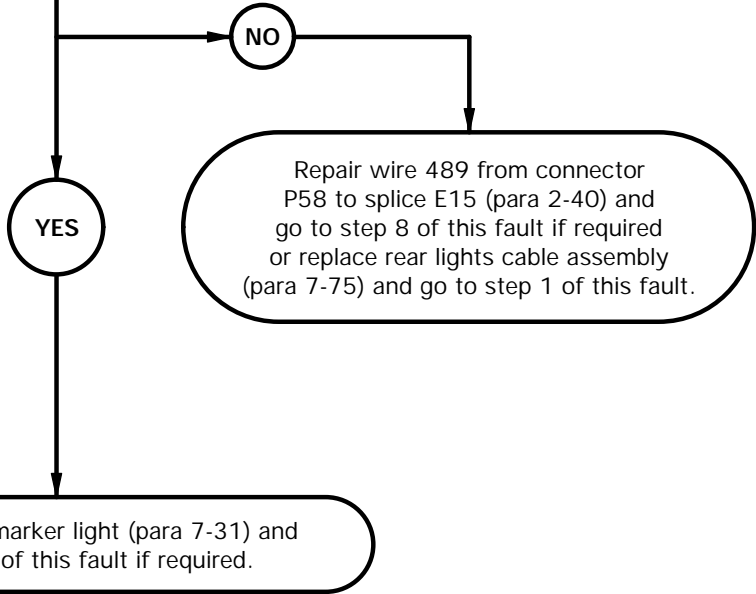 NO
Repair wire 489 from connector
P58 to splice E15 (para 2-40) and
go to step 8 of this fault if required
or replace rear lights cable assembly
(para 7-75) and go to step 1 of this fault.
YES
marker light (para 7-31) and
of this fault if required.